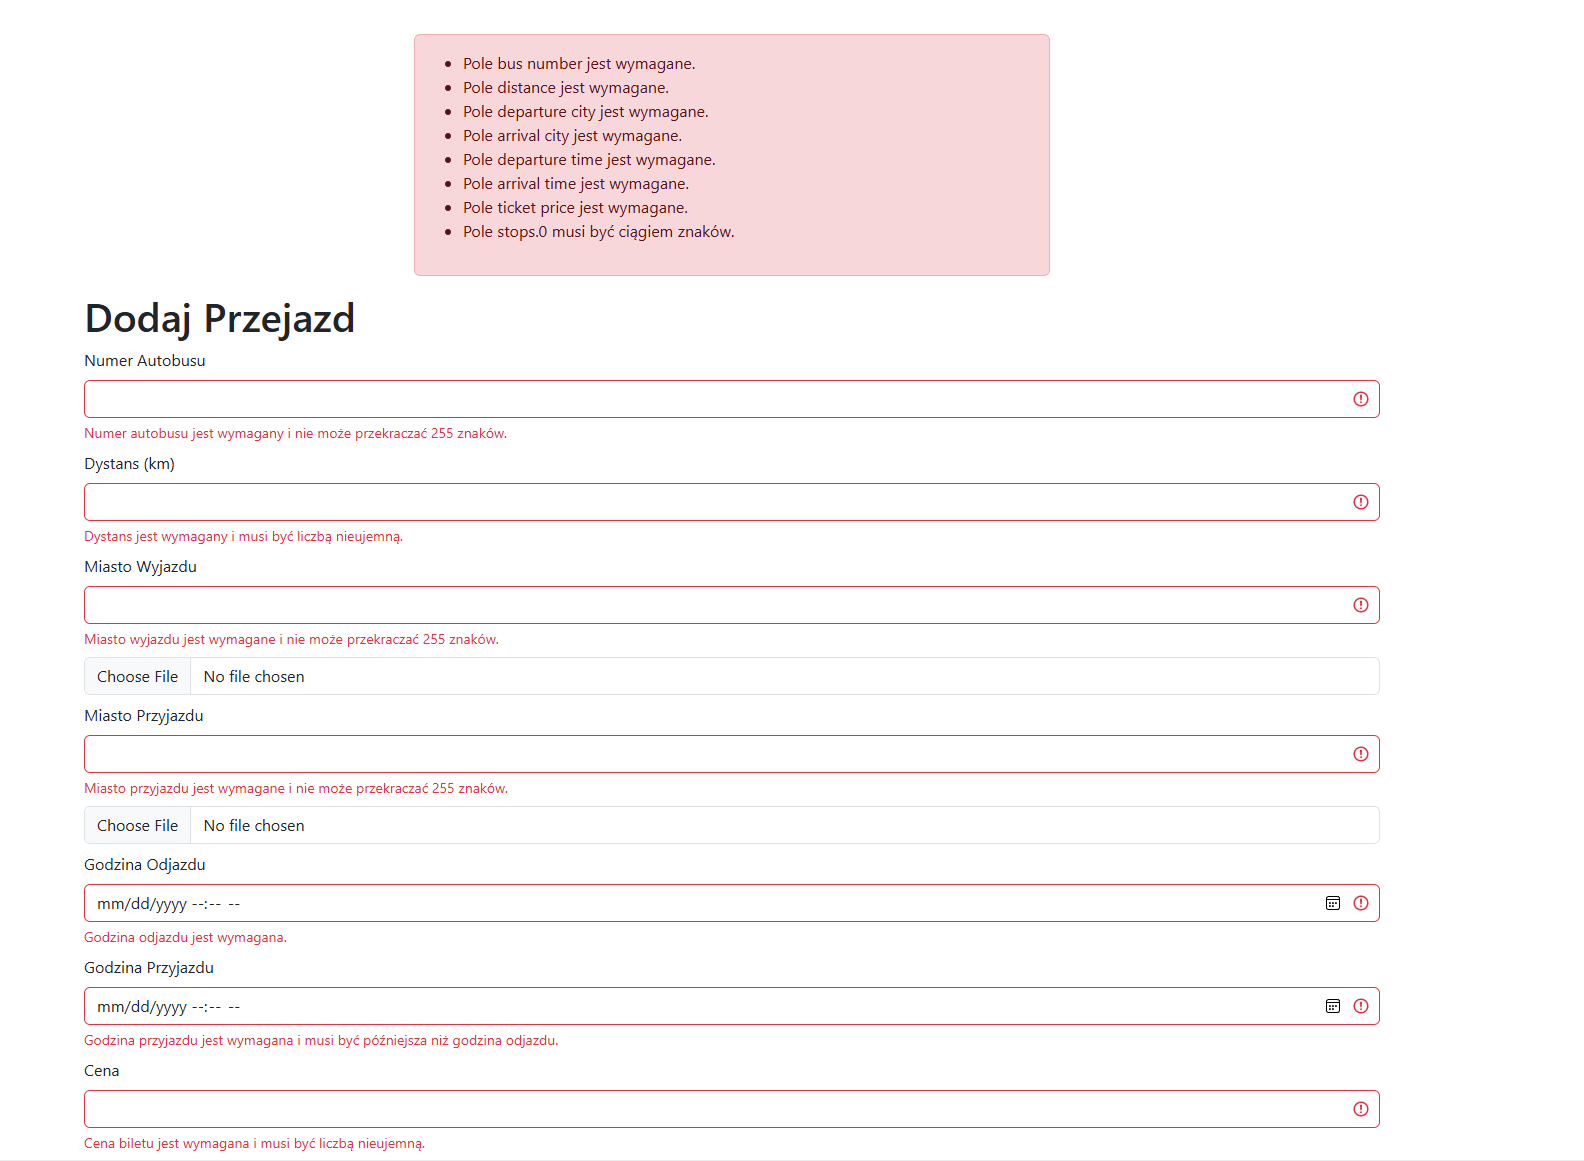 Pole bus number jest wymagane.
Pole distance jest wymagane.
Pole departure city jest wymagane.
Pole arrival city jest wymagane.
Pole departure time jest wymagane.
Pole arrival time jest wymagane.
Pole ticket price jest wymagane.
Pole stops.0 musi być ciągiem znaków.
Dodaj Przejazd
Numer Autobusu
Numer autobusu jest wymagany i nie może przekraczać 255 znaków.
Dystans (km)
Dystans jest wymagany i musi być liczbą nieujemną.
Miasto Wyjazdu
Miasto wyjazdu jest wymagane i nie może przekraczać 255 znaków.
Choose File No file chosen
Miasto Przyjazdu
Miasto przyjazdu jest wymagane i nie może przekraczać 255 znaków.
Choose File No file chosen
Godzina Odjazdu
mm/dd/yyyy --:-- --
Godzina odjazdu jest wymagana.
Godzina Przyjazdu
mm/dd/yyyy --:-- --
Godzina przyjazdu jest wymagana i musi być późniejsza niż godzina odjazdu.
Cena
Cena biletu jest wymagana i musi być liczbą nieujemną.